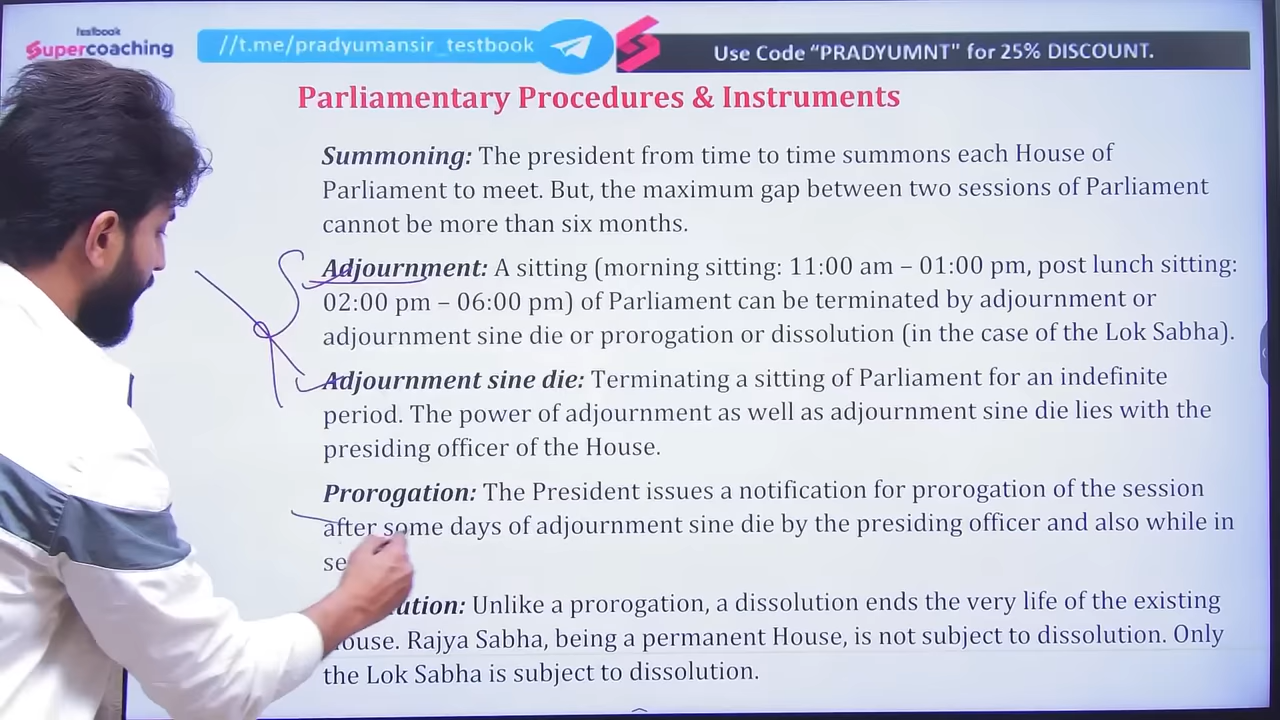 testbook
Supercoaching
//t.me/pradyumansir_testbook
Use Code “PRADYUMNT" for 25% DISCOUNT.
Parliamentary Procedures & Instruments
Summoning: The president from time to time summons each House of
Parliament to meet. But, the maximum gap between two sessions of Parliament
cannot be more than six months.
Adjournment: A sitting (morning sitting: 11:00 am – 01:00 pm, post lunch sitting:
02:00 pm – 06:00 pm) of Parliament can be terminated by adjournment or
adjournment sine die or prorogation or dissolution (in the case of the Lok Sabha).
Adjournment sine die: Terminating a sitting of Parliament for an indefinite
period. The power of adjournment as well as adjournment sine die lies with the
presiding officer of the House.
Prorogation: The President issues a notification for prorogation of the session
after some days of adjournment sine die by the presiding officer and also while in
Unlike a prorogation, a dissolution ends the very life of the existing
House. Rajya Sabha, being a permanent House, is not subject to dissolution. Only
the Lok Sabha is subject to dissolution.